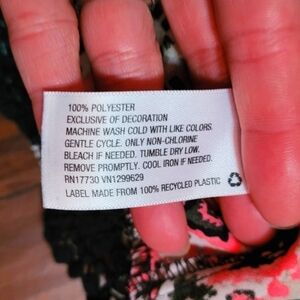 100% POLYESTER
EXCLUSIVE OF DECORATION
MACHINE WASH COLD WITH LIKE COLORS.
GENTLE CYCLE. ONLY NON-CHLORINE
BLEACH IF NEEDED. TUMBLE DRY LOW.
REMOVE PROMPTLY. COOL IRON IF NEEDED.
RN17730 VN1299629
LABEL MADE FROM 100% RECYCLED PLASTIC